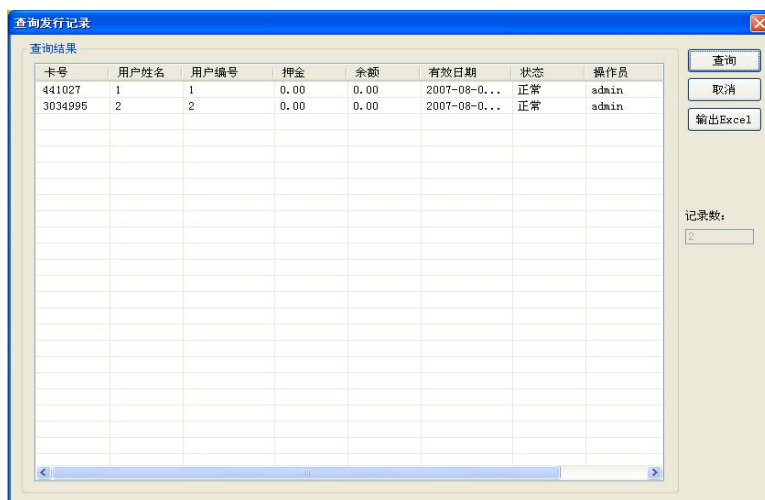 查询发行记录
查询结果
卡号 用户姓名 用户编号 押金 余额 有效日期 状态 操作员
441027 1 1 0.00 0.00 2007-08-0... 正常 admin
3034995 2 2 0.00 0.00 2007-08-0... 正常 admin
查询
取消
输出Excel
记录数:
2